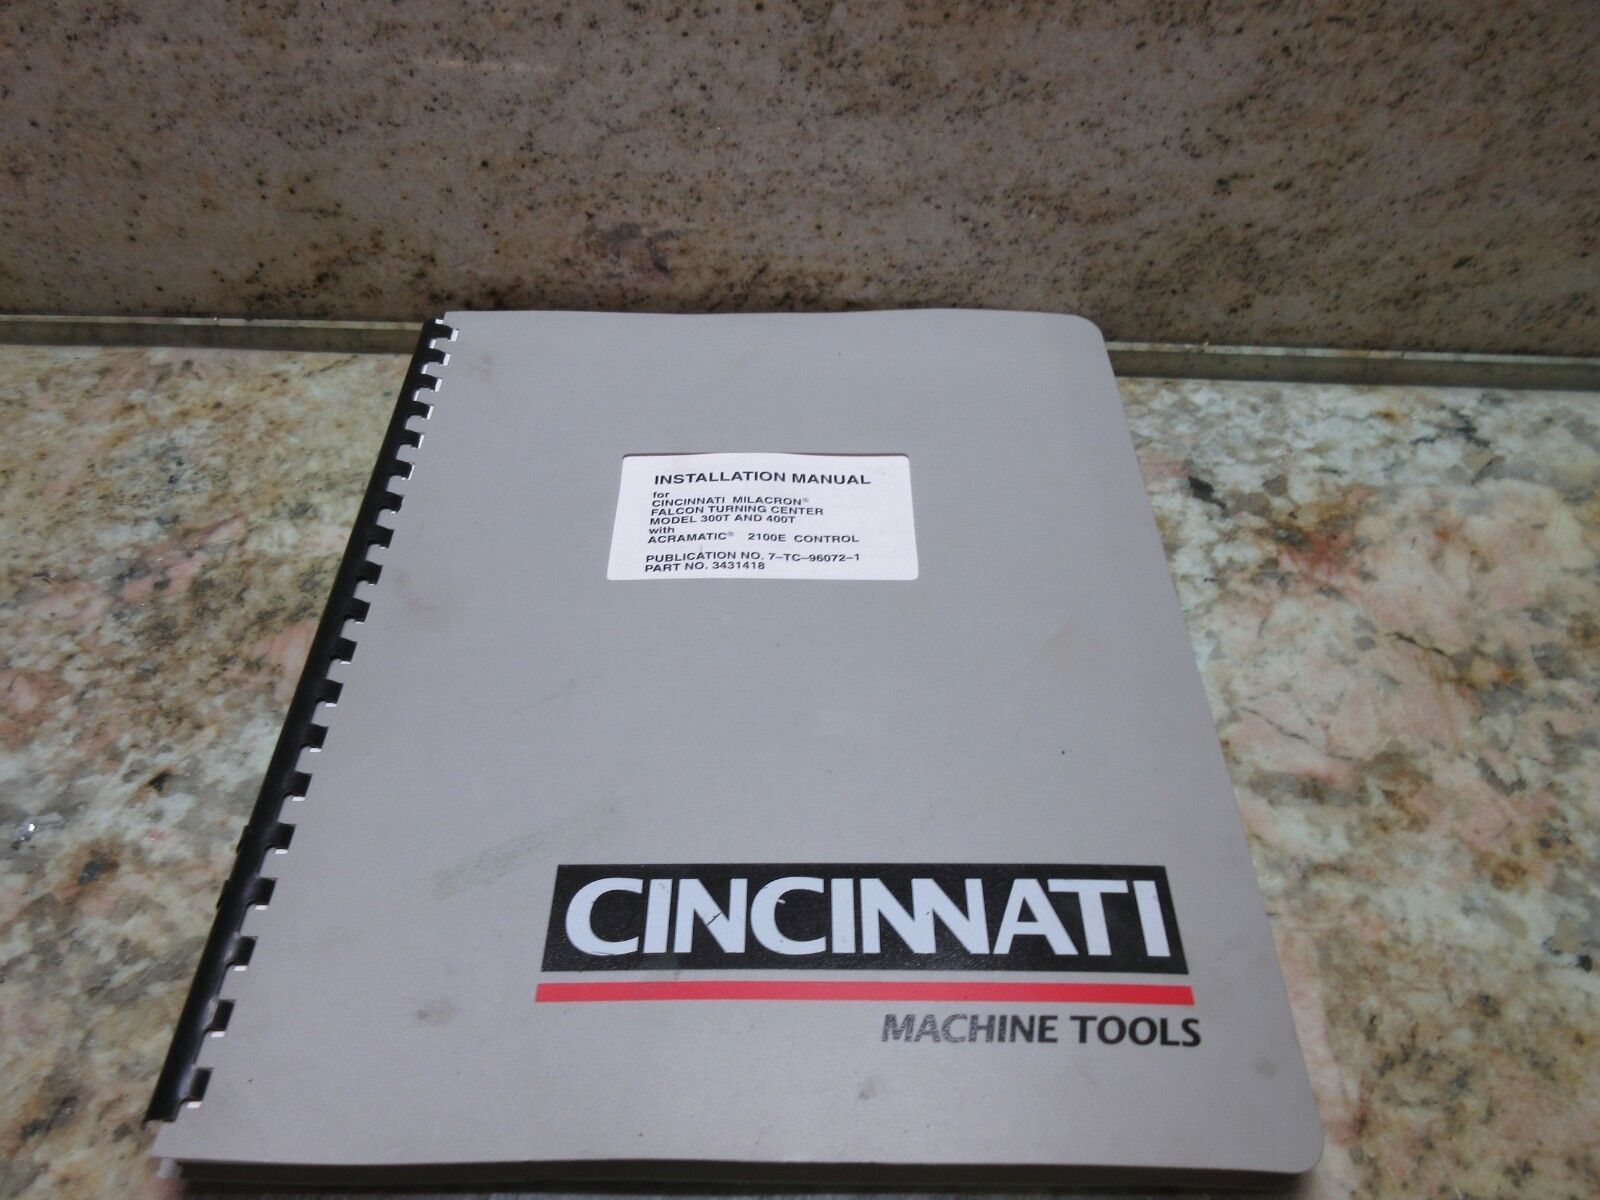 INSTALLATION MANUAL
for
CINCINNATI MILACRON®
FALCON TURNING CENTER
MODEL 300T AND 400T
with
ACRAMATIC® 2100E CONTROL
PUBLICATION NO. 7-TC-96072-1
PART NO. 3431418
CINCINNATI
MACHINE TOOLS